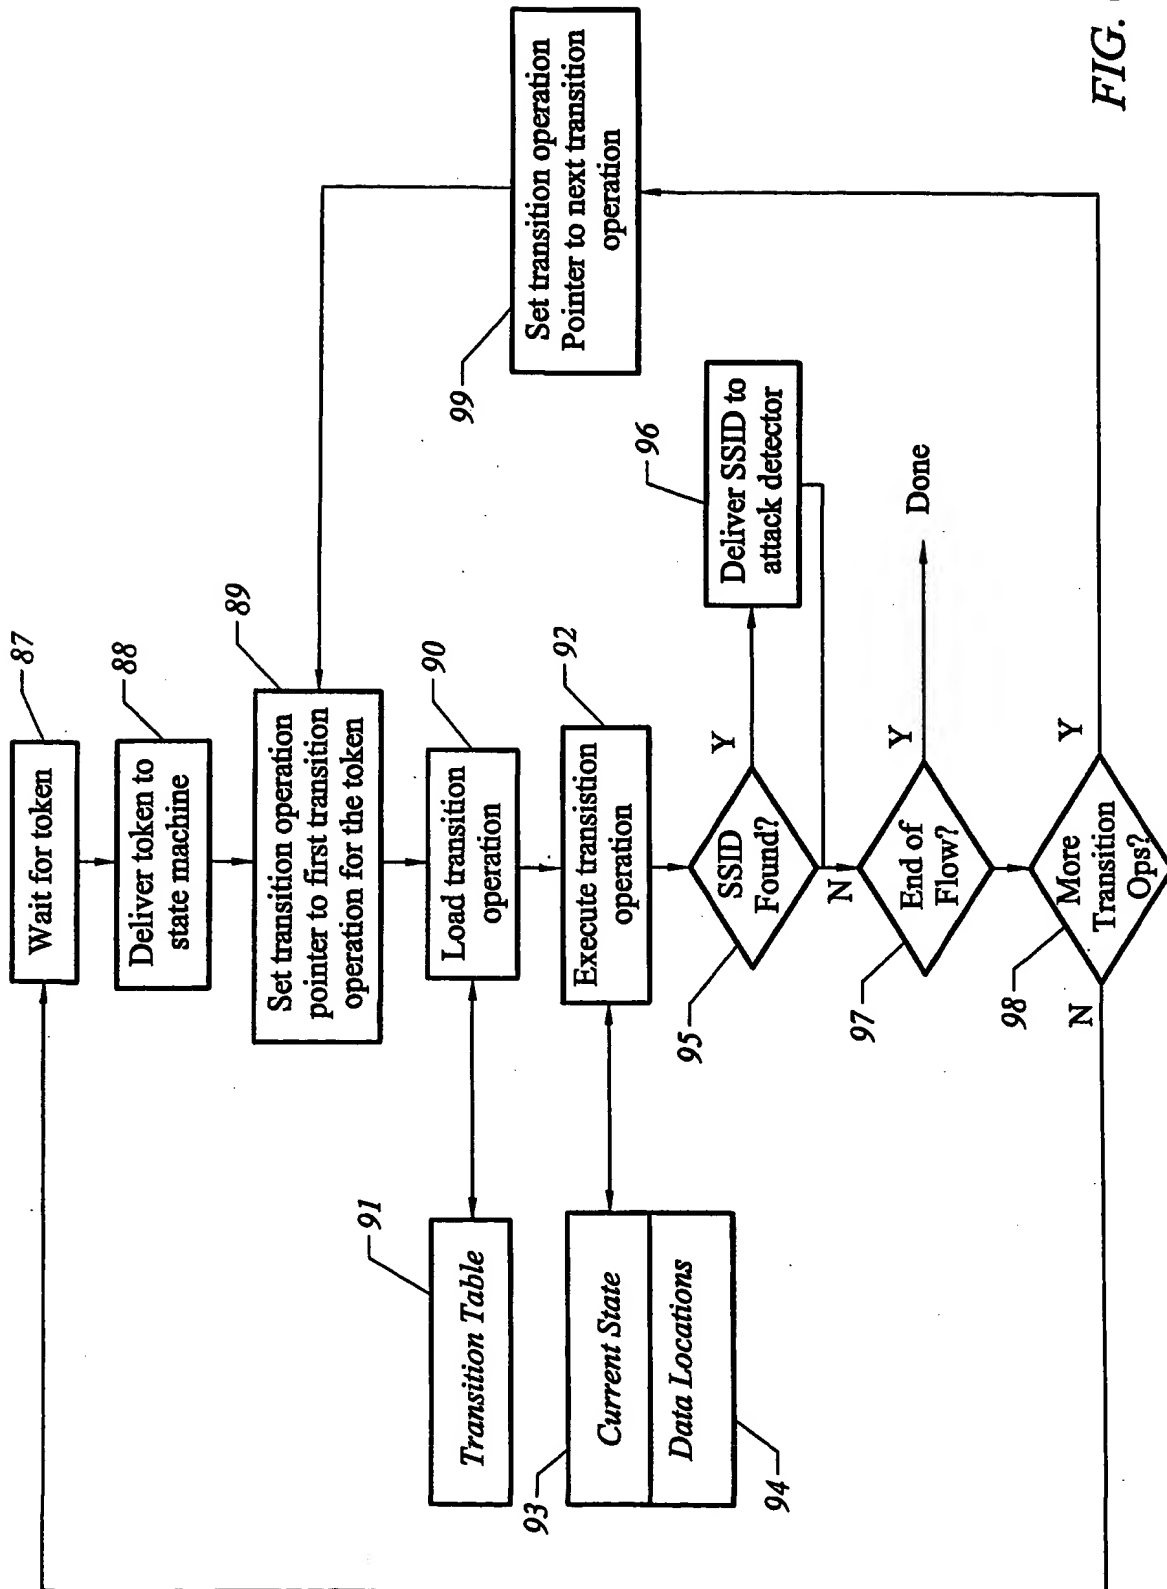 87
Wait for token
88
Deliver token to
state machine
89
Set transition operation
pointer to first transition
operation for the token
90
Load transition
operation
91
Transition Table
92
Execute transistion
operation
93
Current State
Data Locations
94
95
SSID
Found?
Y
N
96
Deliver SSID to
attack detector
97
End of
Flow?
Y
Done
98
More
Transition
Ops?
Y
N
99
Set transition operation
Pointer to next transition
operation
FIG.